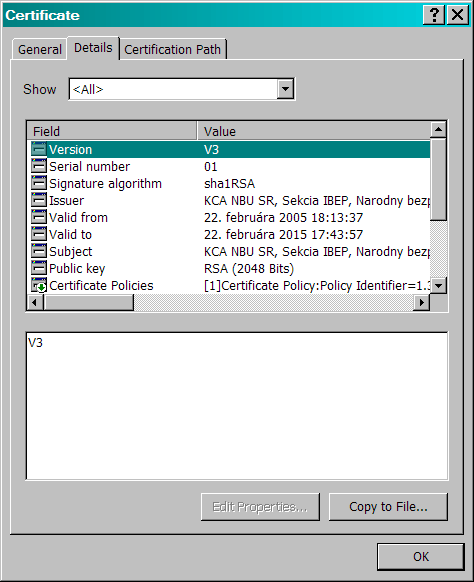 Certificate
General Details Certification Path
Show <All>
Field Value
Version V3
Serial number 01
Signature algorithm sha1RSA
Issuer KCA NBU SR, Sekcia IBEP, Narodny bezp
Valid from 22. februára 2005 18:13:37
Valid to 22. februára 2015 17:43:57
Subject KCA NBU SR, Sekcia IBEP, Narodny bezp
Public key RSA (2048 Bits)
Certificate Policies [1]Certificate Policy:Policy Identifier=1.3
V3
Edit Properties... Copy to File...
OK